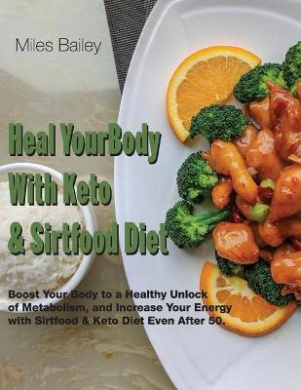 Miles Bailey
Heal YourBody
With Keto
& Sirtfood Diet
Boost Your Body to a Healthy Unlock
of Metabolism, and Increase Your Energy
with Sirtfood & Keto Diet Even After 50.